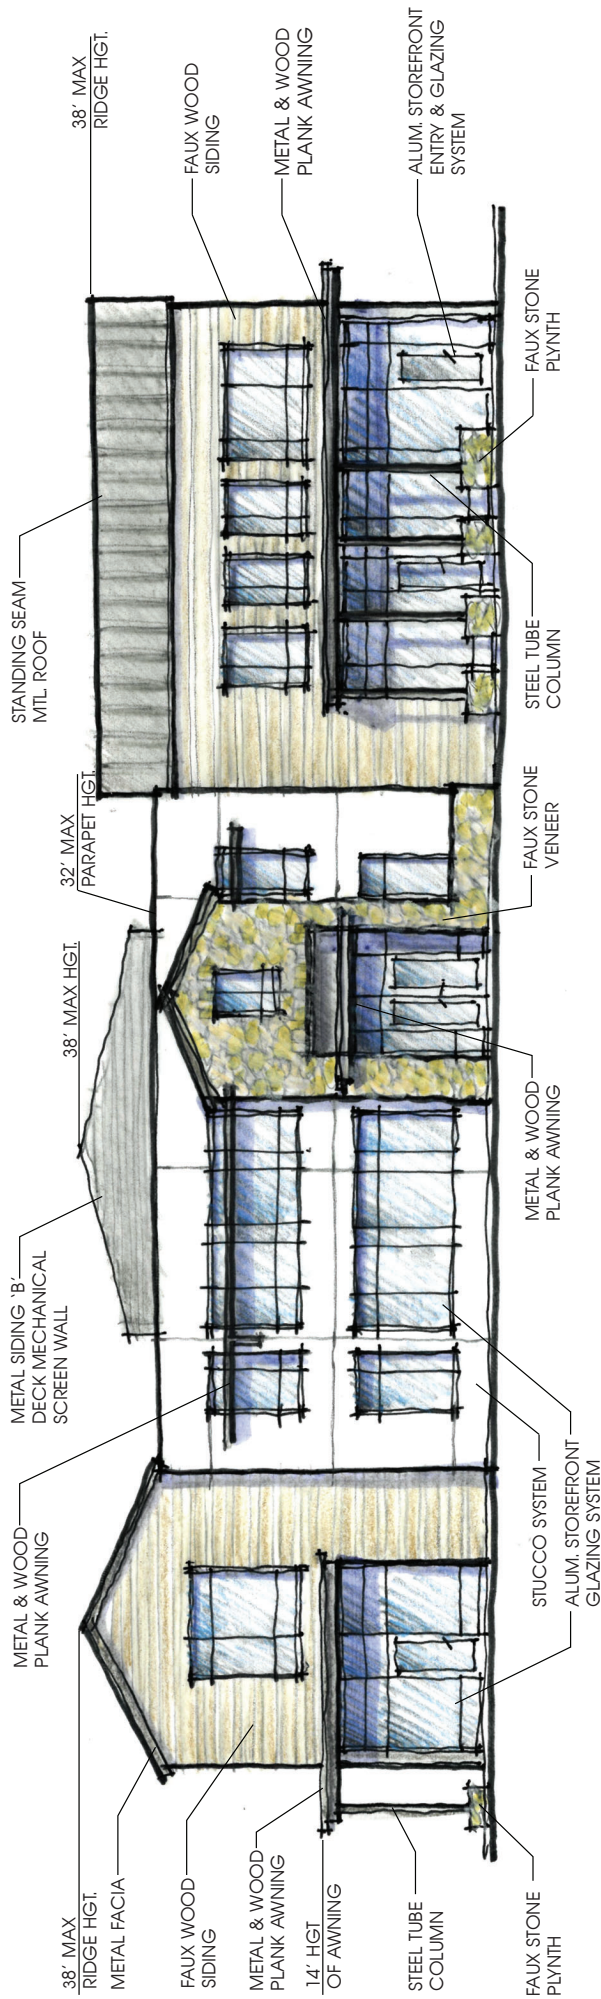 38' MAX
RIDGE HGT.
METAL FACIA
FAUX WOOD
SIDING
METAL & WOOD
PLANK AWNING
14' HGT
OF AWNING
STEEL TUBE
COLUMN
FAUX STONE
PLYNTH
METAL & WOOD
PLANK AWNING
METAL SIDING 'B'
DECK MECHANICAL
SCREEN WALL
38' MAX HGT.
32' MAX
PARAPET HGT.
STANDING SEAM
MTL ROOF
38' MAX
RIDGE HGT.
FAUX WOOD
SIDING
METAL & WOOD
PLANK AWNING
ALUM. STOREFRONT
ENTRY & GLAZING
SYSTEM
STUCCO SYSTEM
ALUM. STOREFRONT
GLAZING SYSTEM
METAL & WOOD
PLANK AWNING
FAUX STONE
VENEER
STEEL TUBE
COLUMN
FAUX STONE
PLYNTH